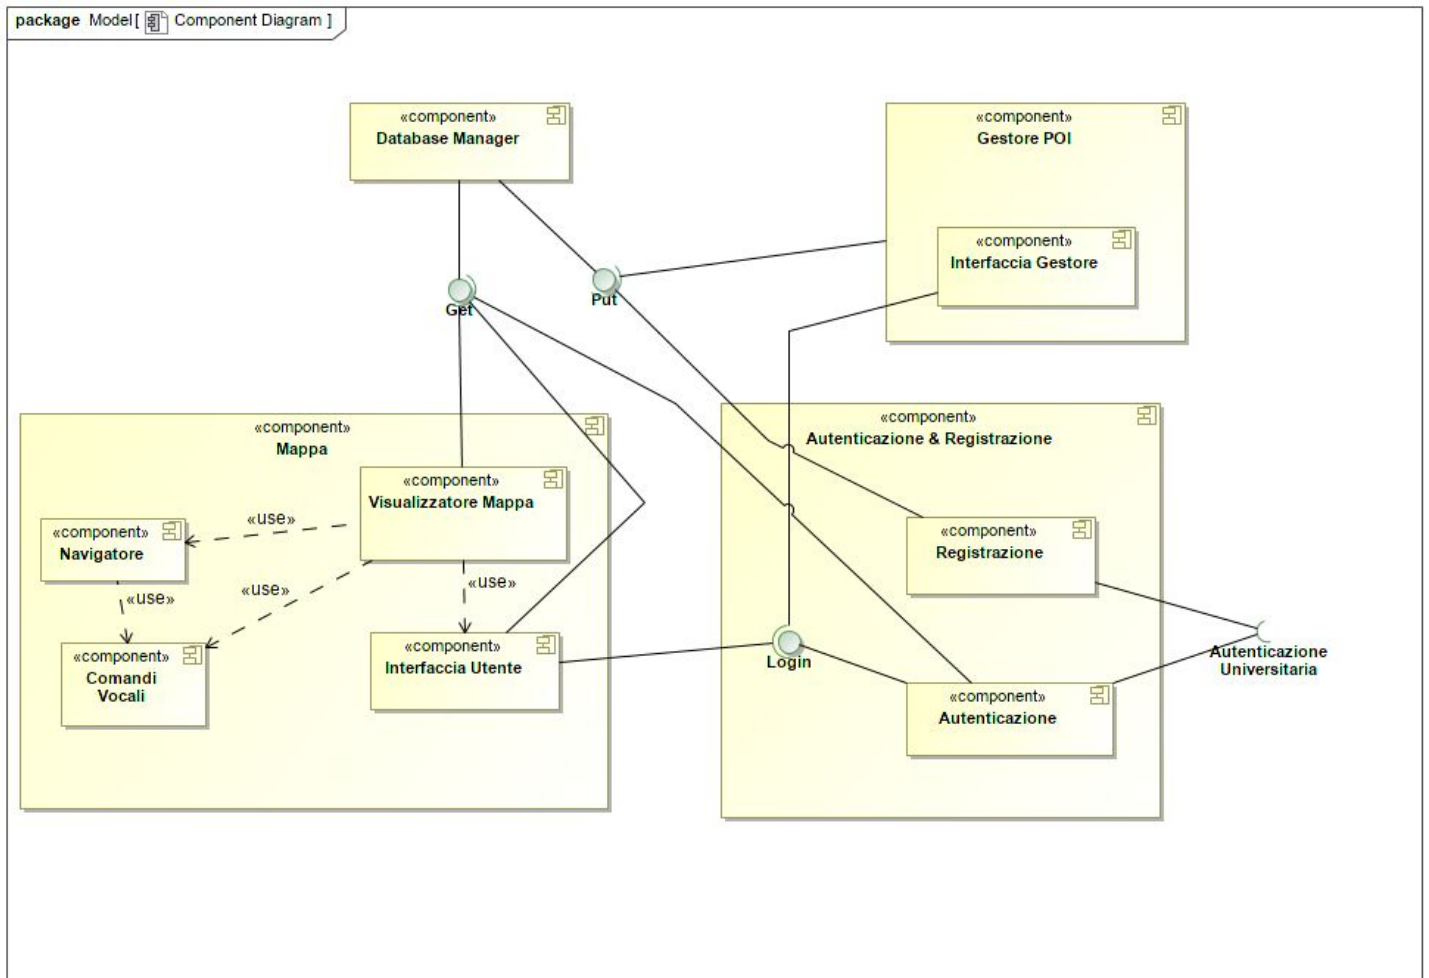 package Model[ Component Diagram ]
«component»
Database Manager
«component»
Gestore POI
«component»
Interfaccia Gestore
Get
Put
«component»
Mappa
«component»
Visualizzatore Mappa
«use»
«component»
Navigatore
«use»
«use»
«use»
«component»
Comandi
Vocali
«component»
Interfaccia Utente
«component»
Autenticazione & Registrazione
«component»
Registrazione
Login
«component»
Autenticazione
Autenticazione
Universitaria